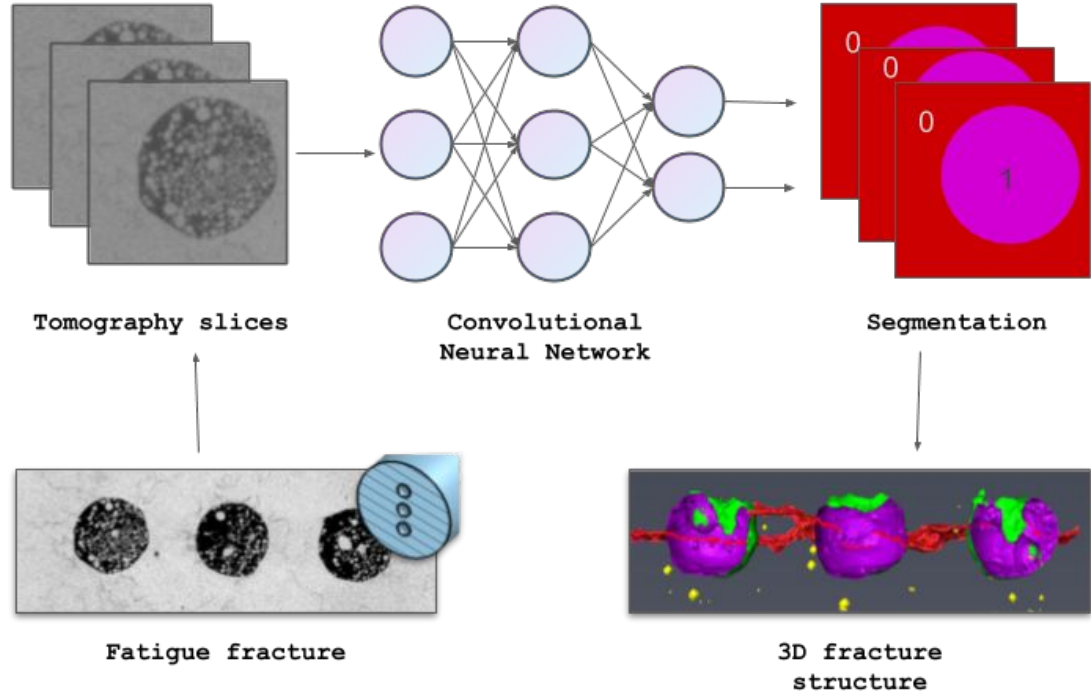 0
0
0
1
Tomography slices
Convolutional
Neural Network
Segmentation
Fatigue fracture
3D fracture
structure